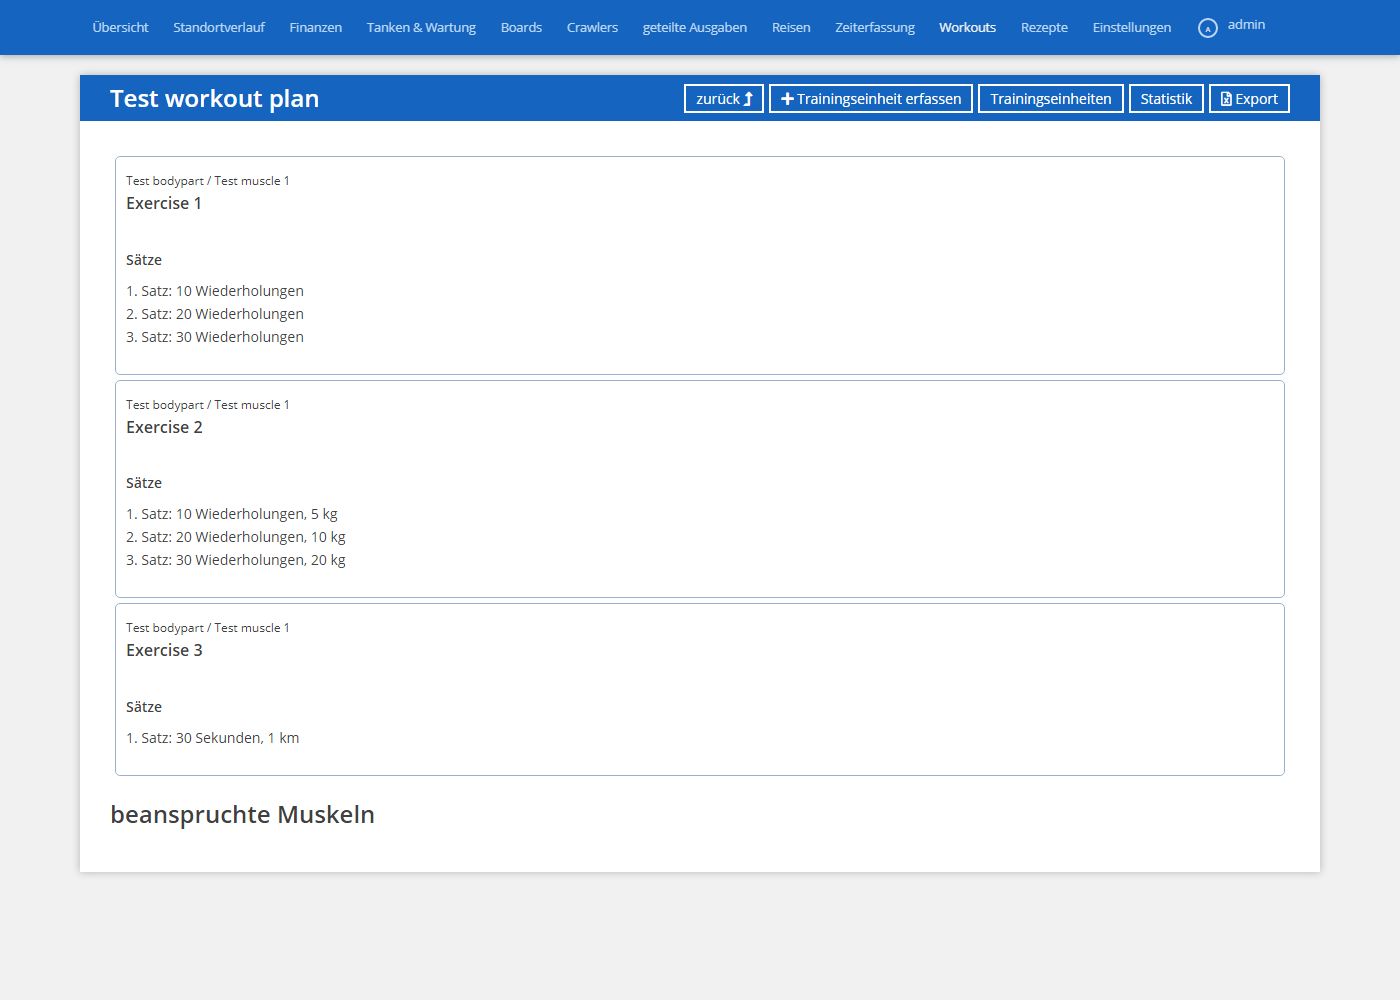 Übersicht Standortverlauf Finanzen Tanken & Wartung Boards Crawlers geteilte Ausgaben Reisen Zeiterfassung Workouts Rezepte Einstellungen A admin
Test workout plan zurück Trainingseinheit erfassen Trainingseinheiten Statistik Export
Test bodypart / Test muscle 1
Exercise 1
Sätze
1. Satz: 10 Wiederholungen
2. Satz: 20 Wiederholungen
3. Satz: 30 Wiederholungen
Test bodypart / Test muscle 1
Exercise 2
Sätze
1. Satz: 10 Wiederholungen, 5 kg
2. Satz: 20 Wiederholungen, 10 kg
3. Satz: 30 Wiederholungen, 20 kg
Test bodypart / Test muscle 1
Exercise 3
Sätze
1. Satz: 30 Sekunden, 1 km
beanspruchte Muskeln